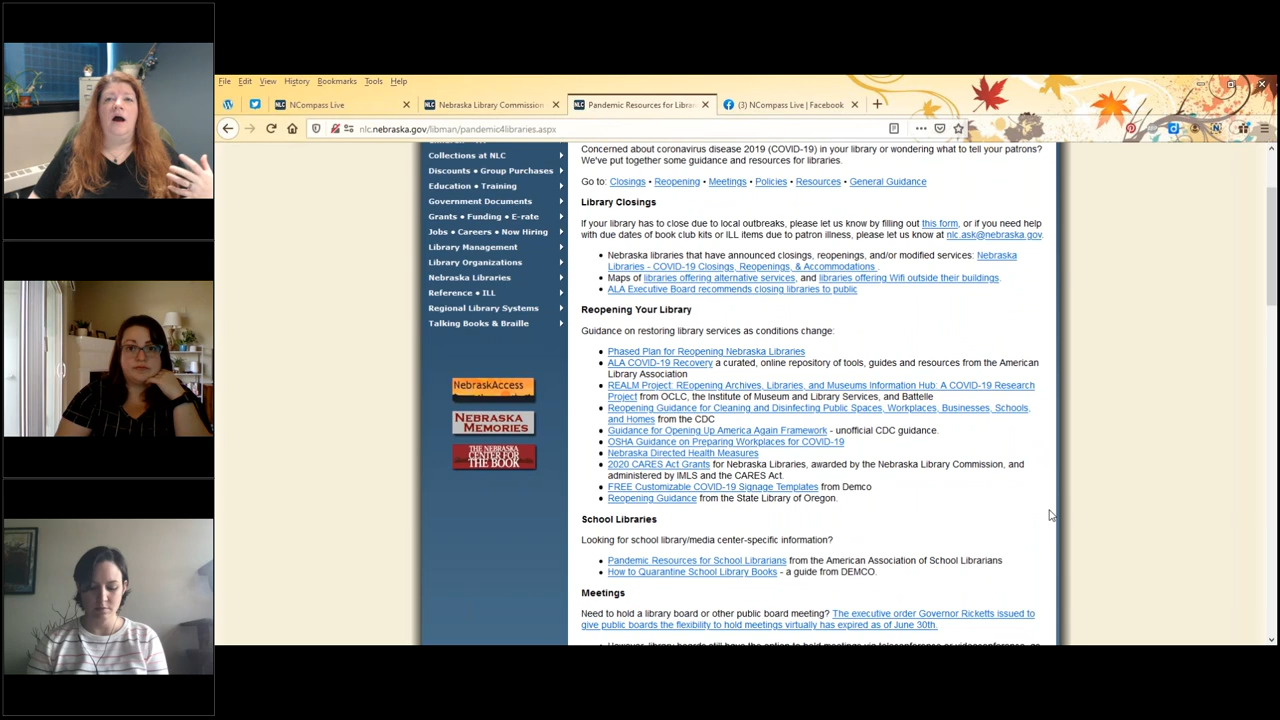 File Edit View History Bookmarks Tools Help
NCompass Live
Nebraska Library Commission
Pandemic Resources for Librar
(3) NCompass Live | Facebook
nlc.nebraska.gov/libman/pandemic4libraries.aspx
Collections at NLC
Discounts • Group Purchases
Education • Training
Government Documents
Grants • Funding • E-rate
Jobs • Careers • Now Hiring
Library Management
Library Organizations
Nebraska Libraries
Reference • ILL
Regional Library Systems
Talking Books & Braille
NebraskAccess
NEBRASKA MEMORIES
THE NEBRASKA
CENTER FOR
THE BOOK
Concerned about coronavirus disease 2019 (COVID-19) in your library or wondering what to tell your patrons?
We've put together some guidance and resources for libraries.
Go to: Closings • Reopening • Meetings • Policies • Resources • General Guidance
Library Closings
If your library has to close due to local outbreaks, please let us know by filling out this form, or if you need help
with due dates of book club kits or ILL items due to patron illness, please let us know at nlc.ask@nebraska.gov.
• Nebraska libraries that have announced closings, reopenings, and/or modified services: Nebraska
Libraries - COVID-19 Closings, Reopenings, & Accommodations .
• Maps of libraries offering alternative services, and libraries offering Wifi outside their buildings.
• ALA Executive Board recommends closing libraries to public
Reopening Your Library
Guidance on restoring library services as conditions change:
• Phased Plan for Reopening Nebraska Libraries
• ALA COVID-19 Recovery a curated, online repository of tools, guides and resources from the American
Library Association
• REALM Project: REopening Archives, Libraries, and Museums Information Hub: A COVID-19 Research
Project from OCLC, the Institute of Museum and Library Services, and Battelle
• Reopening Guidance for Cleaning and Disinfecting Public Spaces, Workplaces, Businesses, Schools,
and Homes from the CDC
• Guidance for Opening Up America Again Framework - unofficial CDC guidance.
• OSHA Guidance on Preparing Workplaces for COVID-19
• Nebraska Directed Health Measures
• 2020 CARES Act Grants for Nebraska Libraries, awarded by the Nebraska Library Commission, and
administered by IMLS and the CARES Act.
• FREE Customizable COVID-19 Signage Templates from Demco
• Reopening Guidance from the State Library of Oregon.
School Libraries
Looking for school library/media center-specific information?
• Pandemic Resources for School Librarians from the American Association of School Librarians
• How to Quarantine School Library Books - a guide from DEMCO.
Meetings
Need to hold a library board or other public board meeting? The executive order Governor Ricketts issued to
give public boards the flexibility to hold meetings virtually has expired as of June 30th.